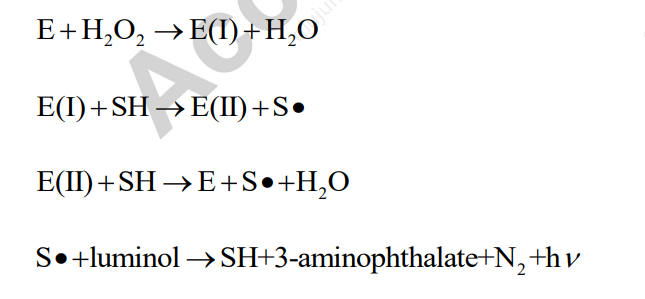 E+H₂O₂ → E(I)+H₂O
E(I)+SH → E(II)+S●
E(II)+SH → E+S●+H₂O
S●+luminol → SH+3-aminophthalate+N₂+hν